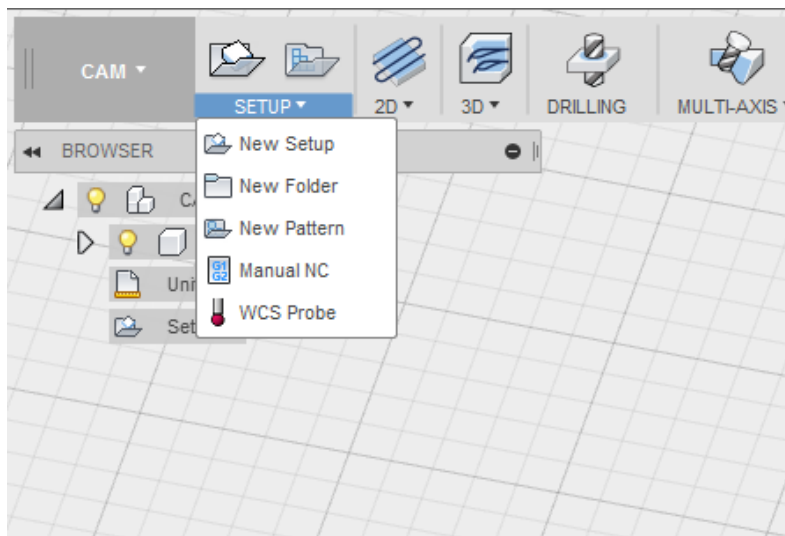 CAM
SETUP
2D
3D
DRILLING
MULTI-AXIS
BROWSER
New Setup
New Folder
New Pattern
Manual NC
WCS Probe
G1
G2